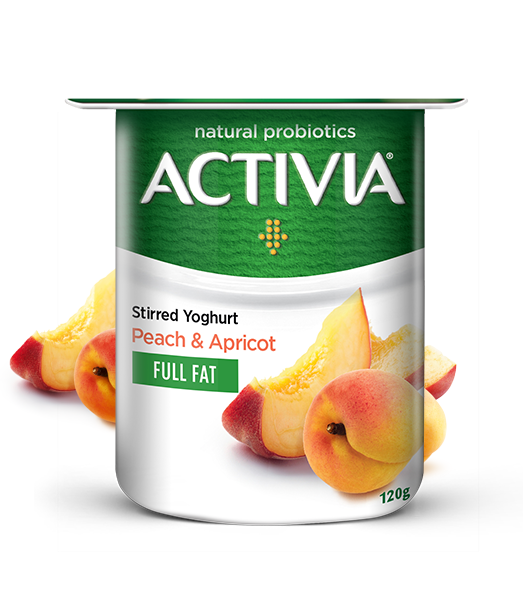 natural probiotics
ACTIVIA®
Stirred Yoghurt
Peach & Apricot
FULL FAT
120g